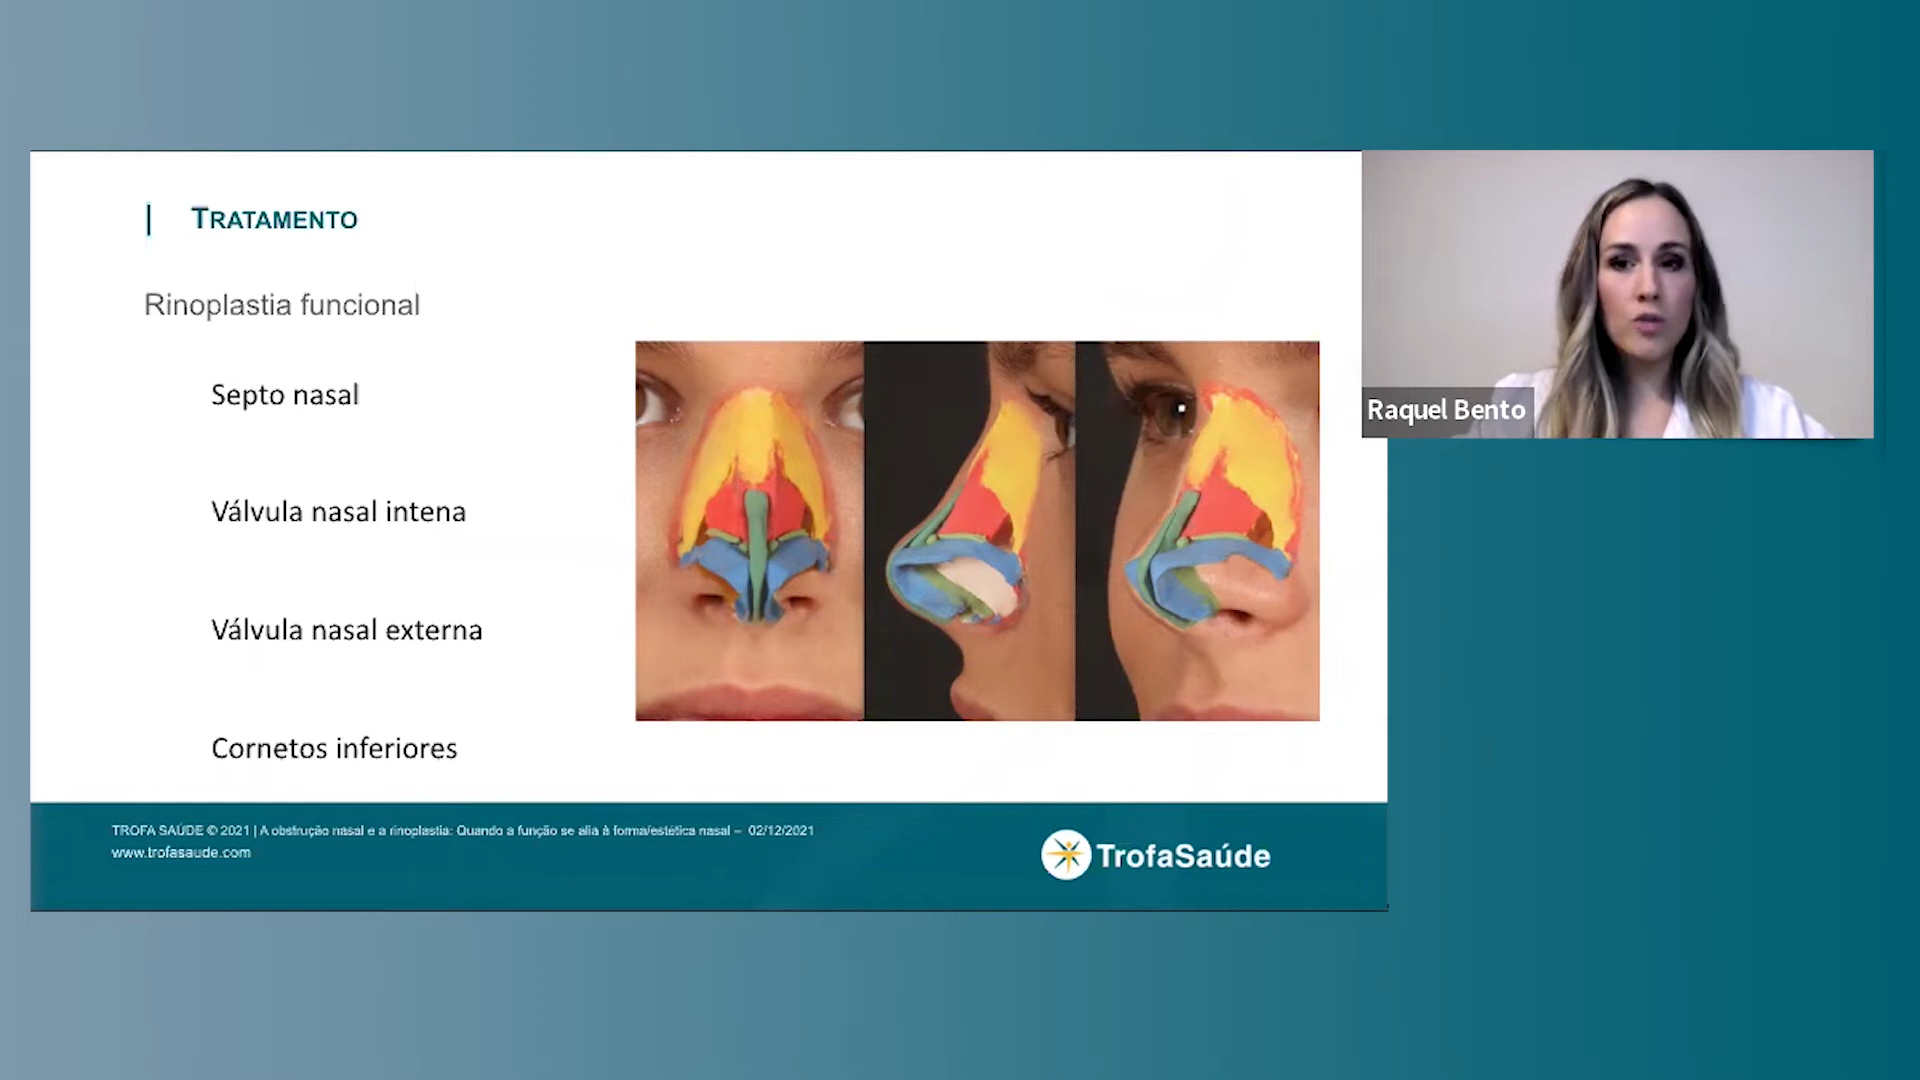 TRATAMENTO
Rinoplastia funcional
Septo nasal
Válvula nasal intena
Válvula nasal externa
Cornetos inferiores
Raquel Bento
TROFA SAÚDE © 2021 | A obstrução nasal e a rinoplastia: Quando a função se alia à forma/estética nasal – 02/12/2021
www.trofasaude.com
TrofaSaúde